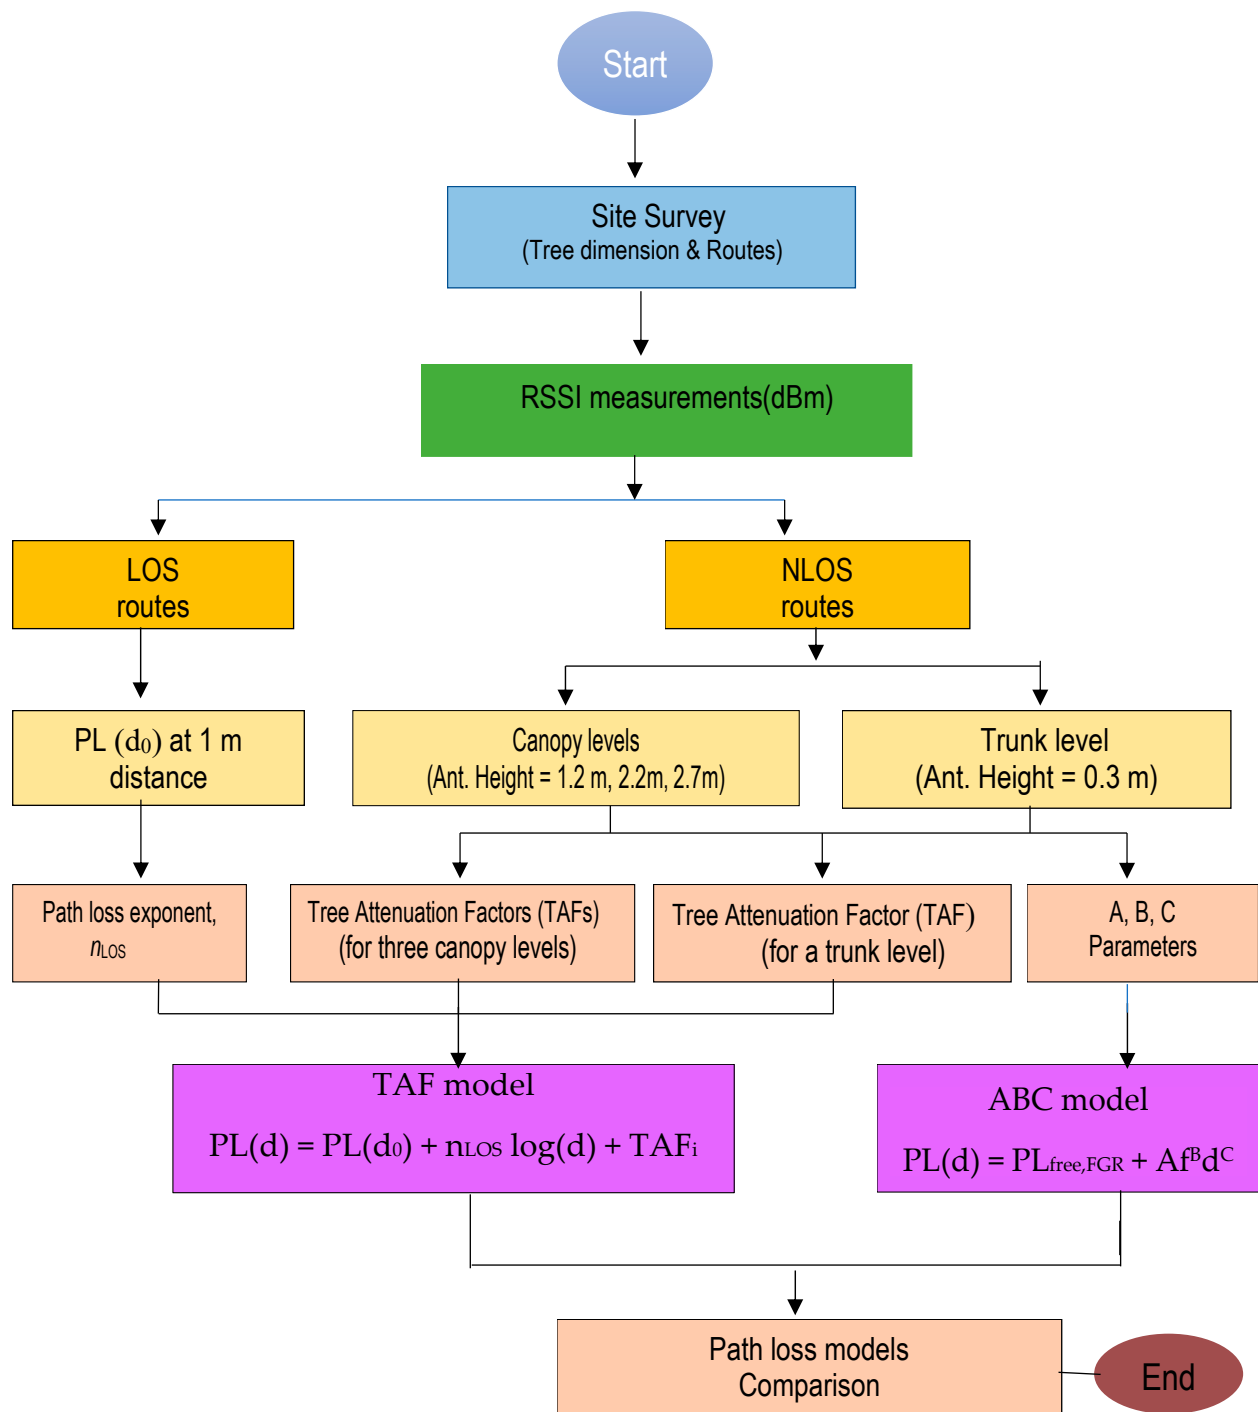 Start
Site Survey
(Tree dimension & Routes)
RSSI measurements(dBm)
LOS
routes
NLOS
routes
PL (d₀) at 1 m
distance
Canopy levels
(Ant. Height = 1.2 m, 2.2m, 2.7m)
Trunk level
(Ant. Height = 0.3 m)
Path loss exponent,
nLOS
Tree Attenuation Factors (TAFs)
(for three canopy levels)
Tree Attenuation Factor (TAF)
(for a trunk level)
A, B, C
Parameters
TAF model
PL(d) = PL(d₀) + nLOS log(d) + TAFᵢ
ABC model
PL(d) = PLfree,FGR + Afᴮdᶜ
Path loss models
Comparison
End